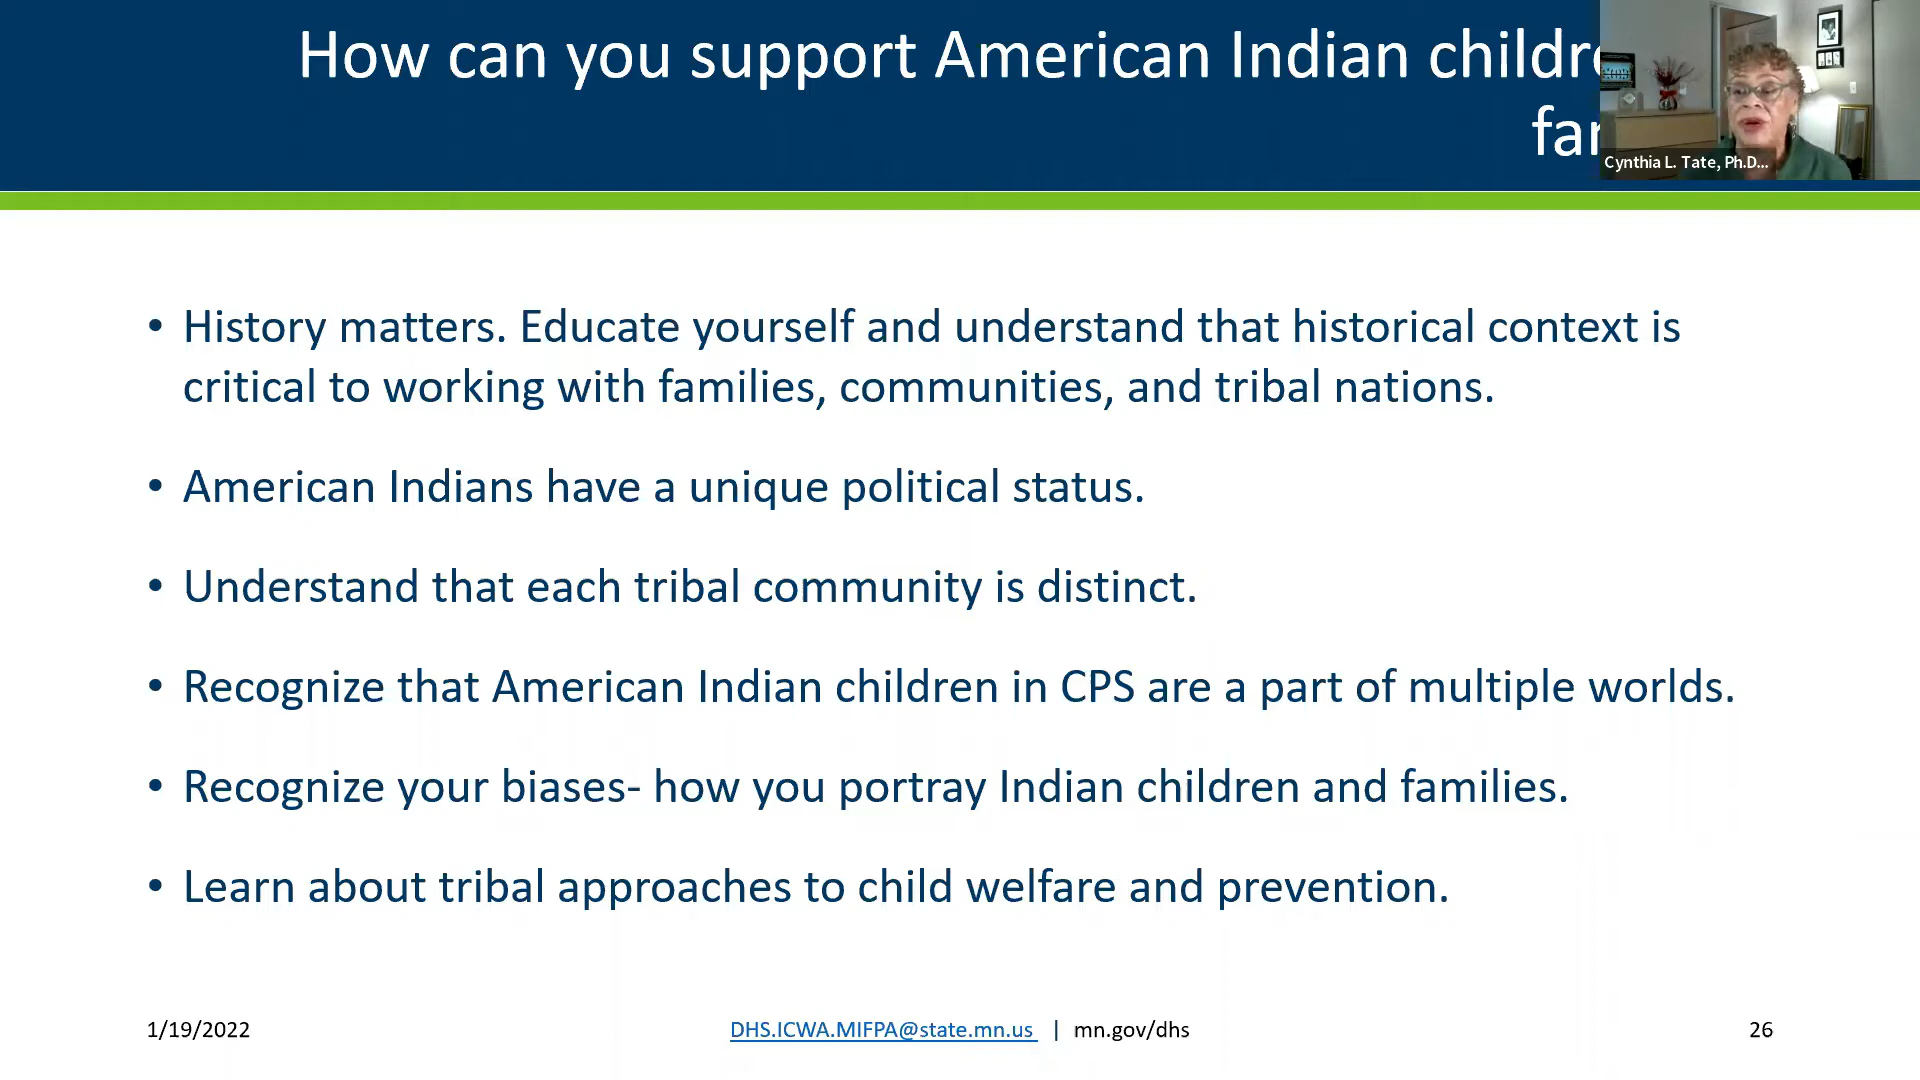 How can you support American Indian childre
fa
Cynthia L. Tate, Ph.D...
• History matters. Educate yourself and understand that historical context is
critical to working with families, communities, and tribal nations.
• American Indians have a unique political status.
• Understand that each tribal community is distinct.
• Recognize that American Indian children in CPS are a part of multiple worlds.
• Recognize your biases- how you portray Indian children and families.
• Learn about tribal approaches to child welfare and prevention.
1/19/2022
DHS.ICWA.MIFPA@state.mn.us | mn.gov/dhs
26